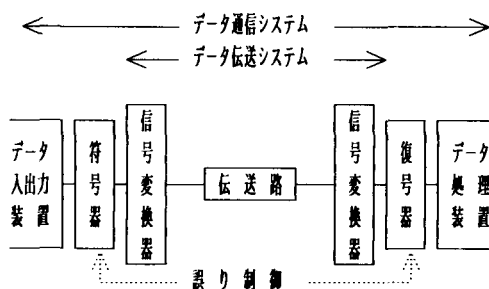 データ通信システム
データ伝送システム
データ入出力装置
符号器
信号変換器
伝送路
信号変換器
復号器
データ処理装置
誤り制御